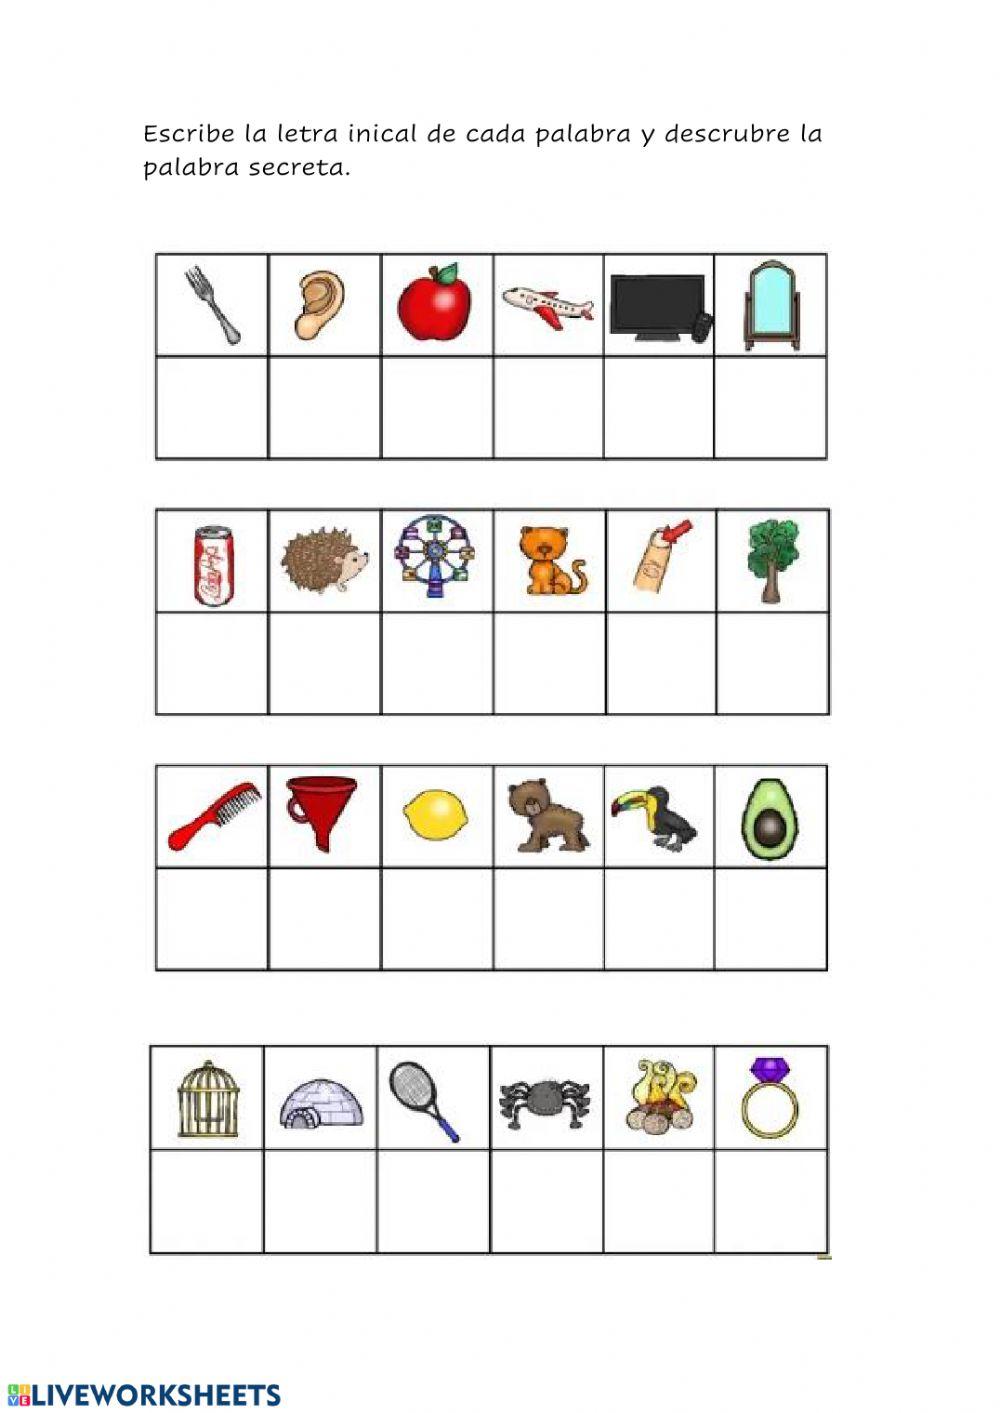 Escribe la letra inical de cada palabra y descrubre la
palabra secreta.
LIVEWORKSHEETS